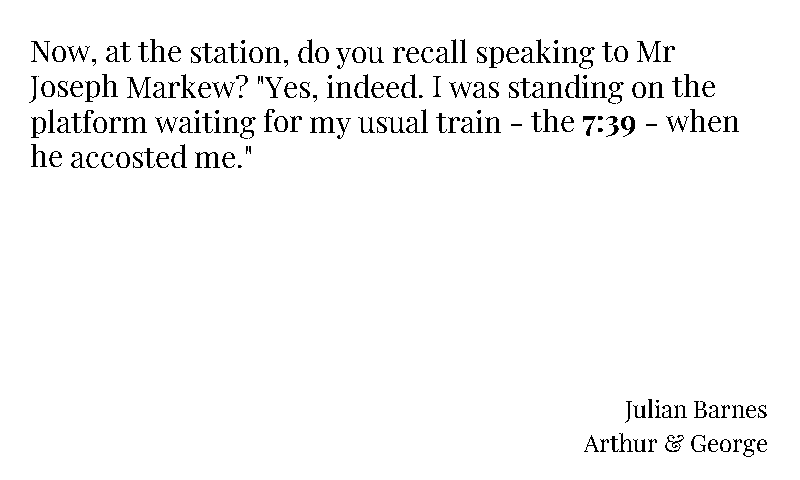 Now, at the station, do you recall speaking to Mr
Joseph Markew? "Yes, indeed. I was standing on the
platform waiting for my usual train – the 7:39 – when
he accosted me."
Julian Barnes
Arthur & George